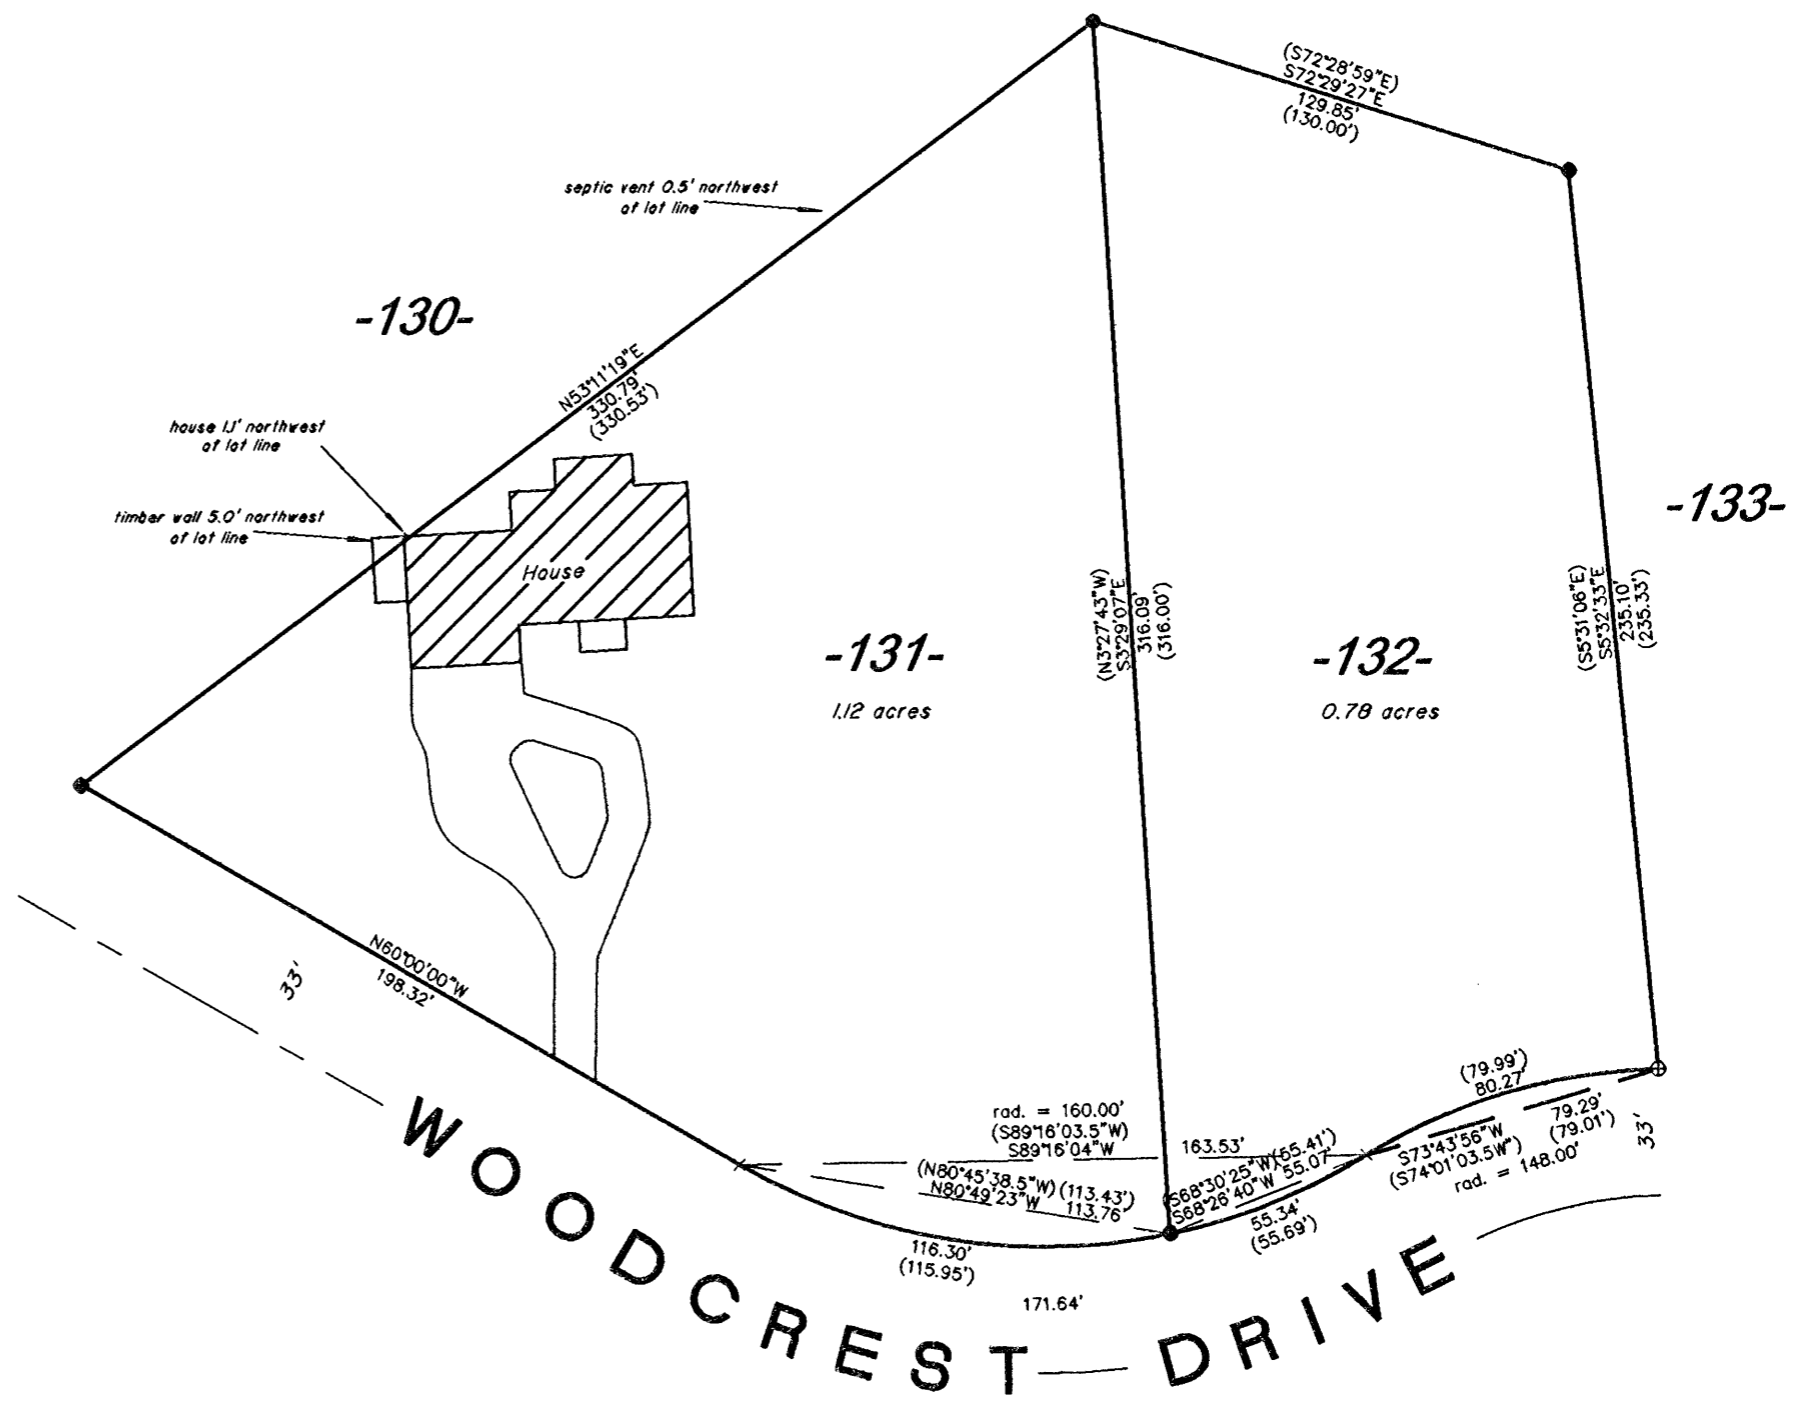 (S72°28'59"E)
S72°29'27"E
129.85'
(130.00')
septic vent 0.5' northwest
of lot line
-130-
N53°11'19"E
330.79'
(330.53')
house 1.1' northwest
of lot line
timber wall 5.0' northwest
of lot line
House
-133-
(N3°27'43"W)
S3°29'07"E
316.09'
(316.00')
(S5°31'06"E)
S5°32'33"E
235.10'
(235.33')
-131-
1.12 acres
-132-
0.78 acres
N60°00'00"W
198.32'
33'
rad. = 160.00'
(S89°16'03.5"W)
S89°16'04"W
163.53'
(N80°45'38.5"W)(113.43')
N80°49'23"W 113.76'
(S68°30'25"W)(65.41')
S68°26'40"W 55.07'
55.34'
(55.69')
(79.99')
80.27'
79.29'
(79.01')
S73°43'56"W
(S74°01'03.5W")
rad. = 148.00'
33'
116.30'
(115.95')
171.64'
WOODCREST DRIVE